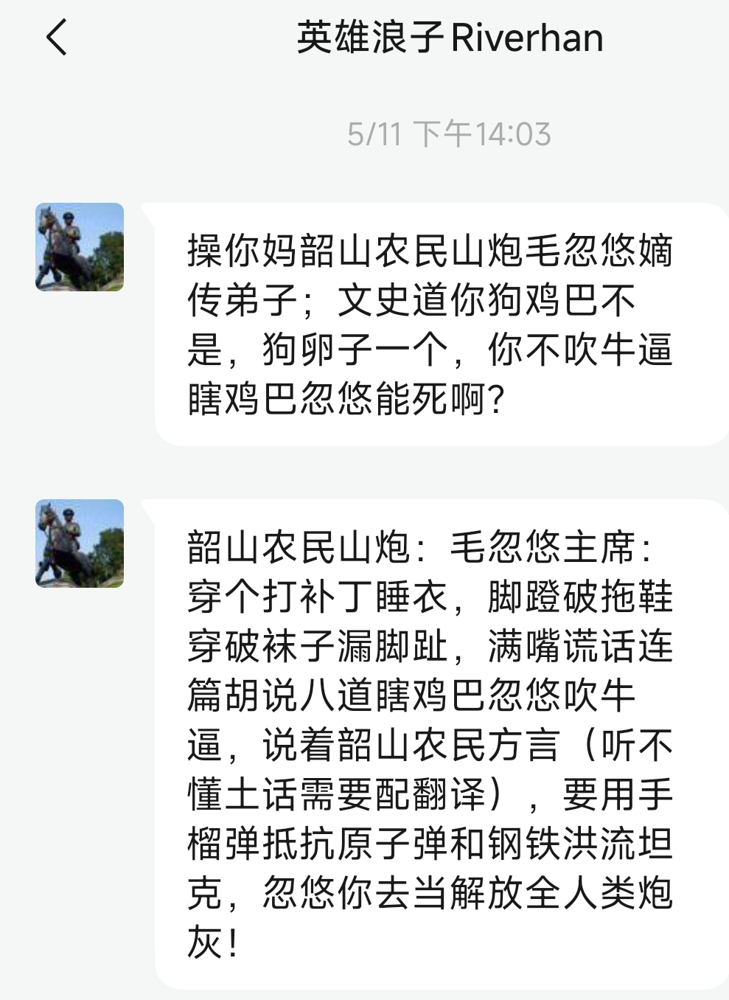 英雄浪子Riverhan
5/11 下午14:03
操你妈韶山农民山炮毛忽悠嫡
传弟子；文史道你狗鸡巴不
是，狗卵子一个，你不吹牛逼
瞎鸡巴忽悠能死啊？
韶山农民山炮：毛忽悠主席：
穿个打补丁睡衣，脚蹬破拖鞋
穿破袜子漏脚趾，满嘴谎话连
篇胡说八道瞎鸡巴忽悠吹牛
逼，说着韶山农民方言（听不
懂土话需要配翻译），要用手
榴弹抵抗原子弹和钢铁洪流坦
克，忽悠你去当解放全人类炮
灰！